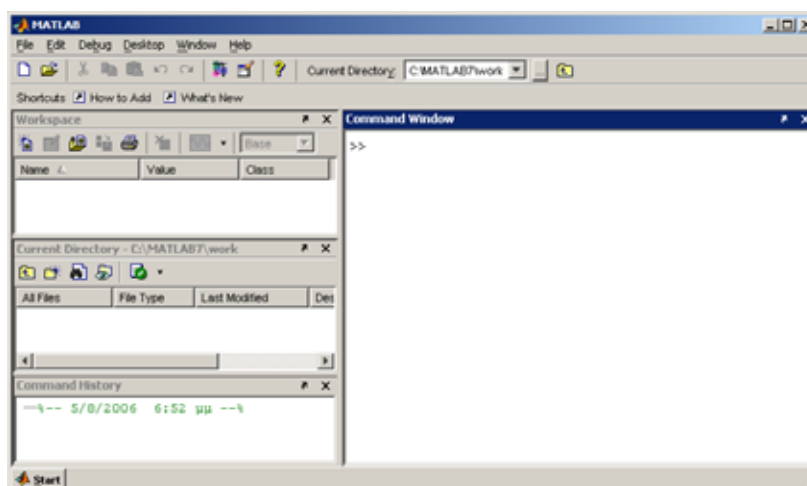 MATLAB
File Edit Debug Desktop Window Help
Current Directory: C:\MATLAB7\work
Shortcuts How to Add What's New
Workspace
Base
Name Value Class
Current Directory - C:\MATLAB7\work
All Files File Type Last Modified Des
Command History
%-- 5/8/2006 6:52 μμ --%
Command Window
>>
Start